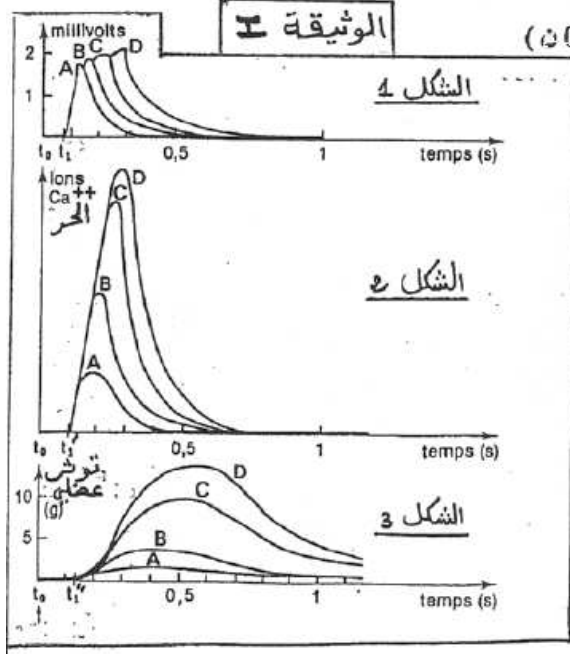 الوثيقة I
millivolts
2
1
A
B
C
D
الشكل 1
t₀ t₁ 0,5 1 temps (s)
Ions
Ca++
الحر
A
B
C
D
الشكل 2
t₀ t₁' 0,5 1 temps (s)
توتر
عضلي
(g)
10
5
A
B
C
D
الشكل 3
t₀ t₁'' 0,5 1 temps (s)